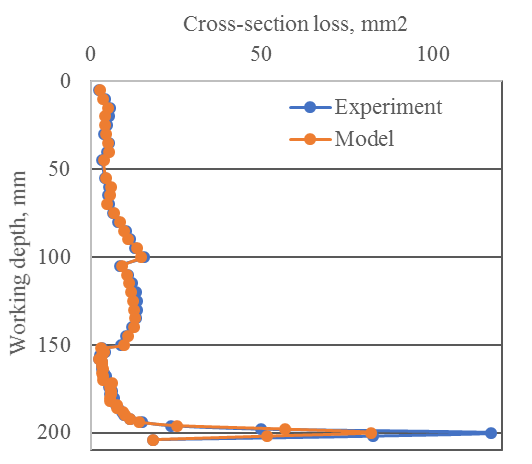 Cross-section loss, mm2
0 50 100
0
Experiment
Model
50
100
150
200
Working depth, mm